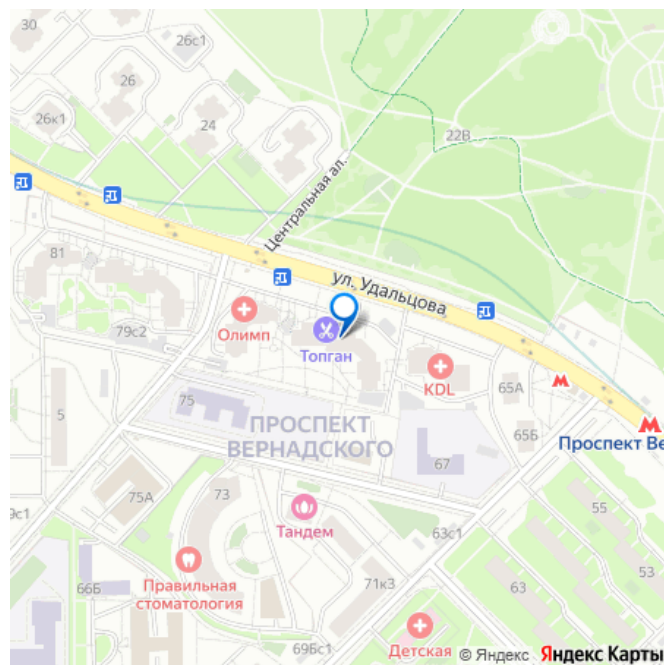 30
26с1
26
26к1
24
22В
Центральная ал.
81
ул. Удальцова
79с2
Олимп
Топган
KDL
65А
5
75
ПРОСПЕКТ
ВЕРНАДСКОГО
67
65Б
Проспект Ве
9с1
75А
73
Тандем
63с1
55
Правильная
стоматология
66Б
71к3
63
53
69Бс1
Детская
© Яндекс Яндекс Карты